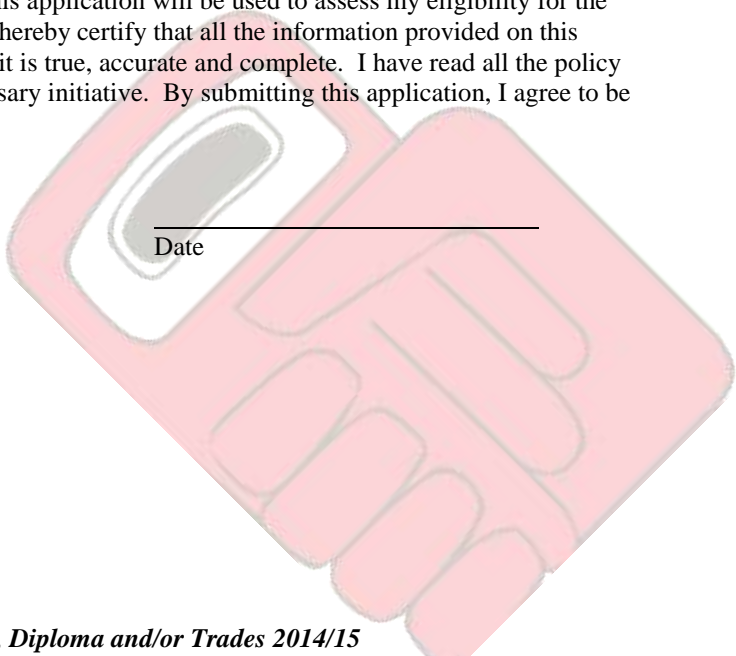 his application will be used to assess my eligibility for the
hereby certify that all the information provided on this
it is true, accurate and complete. I have read all the policy
sary initiative. By submitting this application, I agree to be
Date
Diploma and/or Trades 2014/15